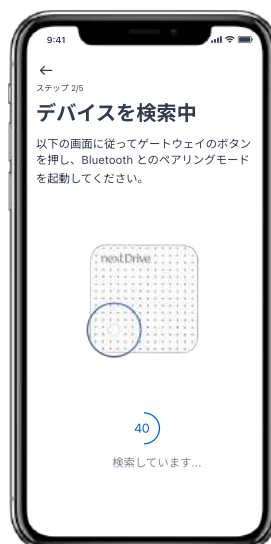 9:41
ステップ 2/5
デバイスを検索中
以下の画面に従ってゲートウェイのボタン
を押し、Bluetooth とのペアリングモード
を起動してください。
nextDrive
40
検索しています...